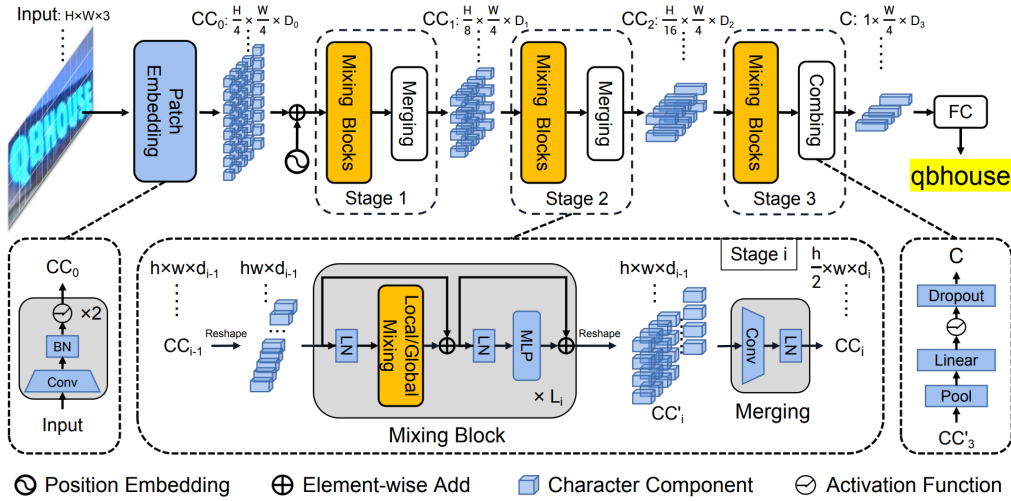 Input: H×W×3
CC₀: H/4 × W/4 × D₀
CC₁: H/8 × W/4 × D₁
CC₂: H/16 × W/4 × D₂
C: 1 × W/4 × D₃
QBHOUSE
Patch Embedding
Mixing Blocks
Merging
Stage 1
Mixing Blocks
Merging
Stage 2
Mixing Blocks
Combing
Stage 3
FC
qbhouse
CC₀
×2
BN
Conv
Input
Stage i
h×w×dᵢ₋₁
hw×dᵢ₋₁
h×w×dᵢ₋₁
h/2×w×dᵢ
CCᵢ₋₁
Reshape
LN
Local/Global Mixing
LN
MLP
× Lᵢ
Mixing Block
Reshape
CC'ᵢ
Conv
LN
Merging
CCᵢ
C
Dropout
Linear
Pool
CC'₃
Position Embedding
Element-wise Add
Character Component
Activation Function